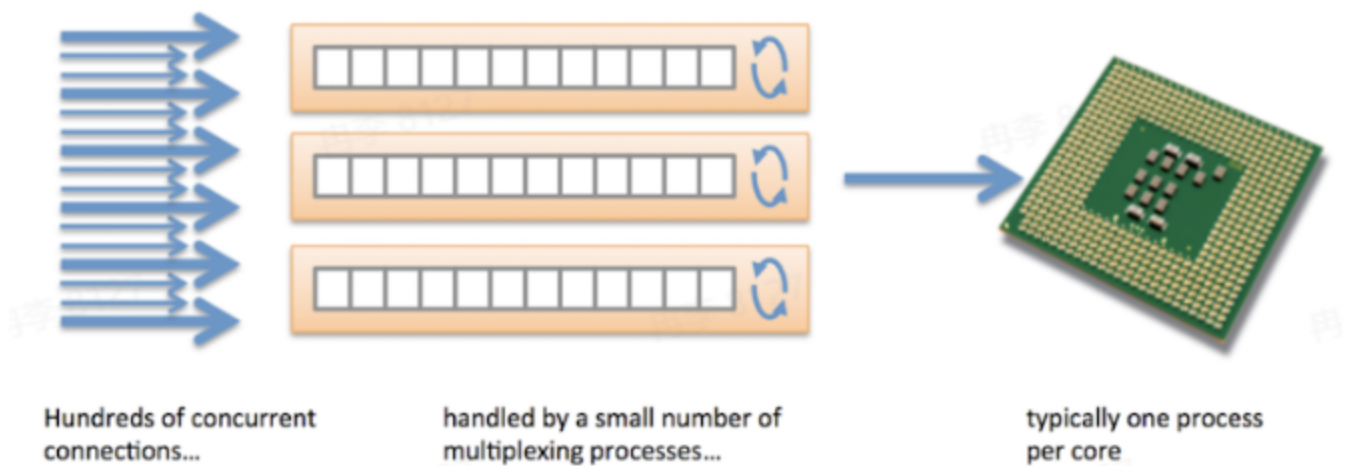 Hundreds of concurrent
connections...
handled by a small number of
multiplexing processes...
typically one process
per core